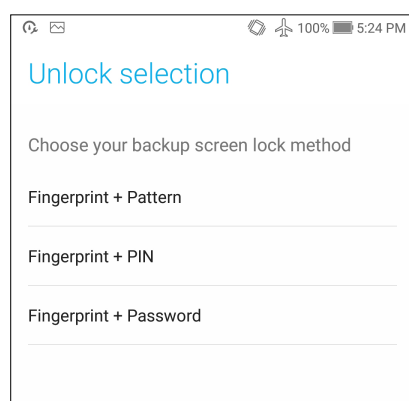 100% 5:24 PM
Unlock selection
Choose your backup screen lock method
Fingerprint + Pattern
Fingerprint + PIN
Fingerprint + Password